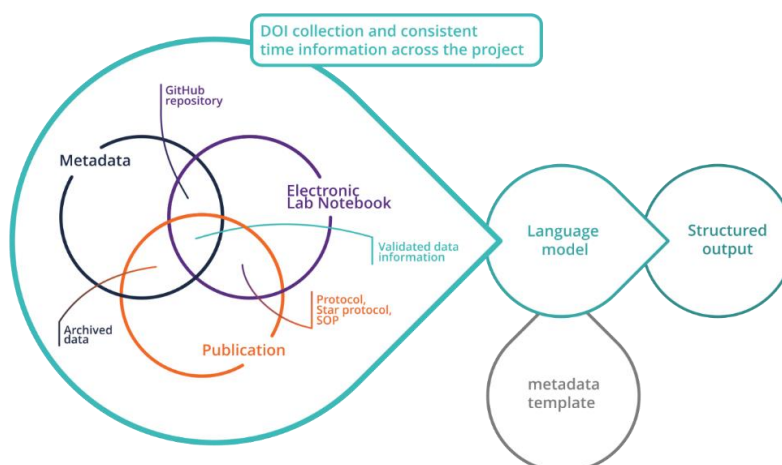 DOI collection and consistent
time information across the project
GitHub
repository
Metadata
Electronic
Lab Notebook
Validated data
information
Protocol,
Star protocol,
SOP
Archived
data
Publication
Language
model
Structured
output
metadata
template